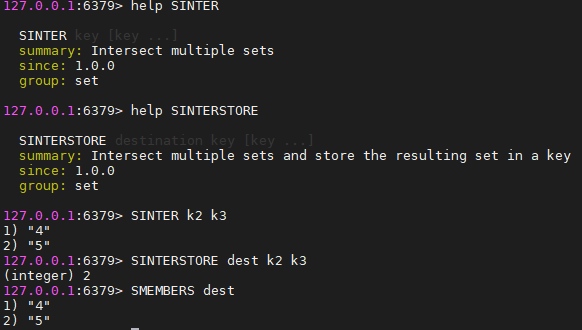 127.0.0.1:6379> help SINTER
SINTER key [key ...]
summary: Intersect multiple sets
since: 1.0.0
group: set
127.0.0.1:6379> help SINTERSTORE
SINTERSTORE destination key [key ...]
summary: Intersect multiple sets and store the resulting set in a key
since: 1.0.0
group: set
127.0.0.1:6379> SINTER k2 k3
1) "4"
2) "5"
127.0.0.1:6379> SINTERSTORE dest k2 k3
(integer) 2
127.0.0.1:6379> SMEMBERS dest
1) "4"
2) "5"